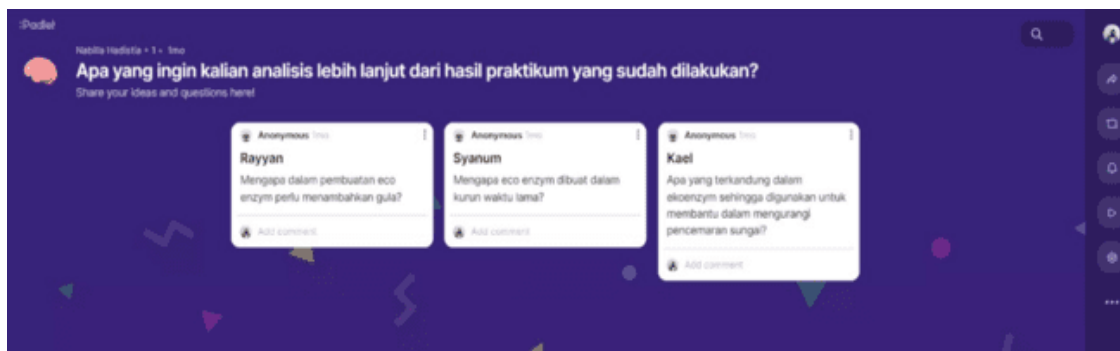 :Padlet
Nabilla Hadistia • 1 • 1mo
Apa yang ingin kalian analisis lebih lanjut dari hasil praktikum yang sudah dilakukan?
Share your ideas and questions here!
Anonymous 1mo
Rayyan
Mengapa dalam pembuatan eco
enzym perlu menambahkan gula?
Add comment
Anonymous 1mo
Syanum
Mengapa eco enzym dibuat dalam
kurun waktu lama?
Add comment
Anonymous 1mo
Kael
Apa yang terkandung dalam
ekoenzym sehingga digunakan untuk
membantu dalam mengurangi
pencemaran sungai?
Add comment